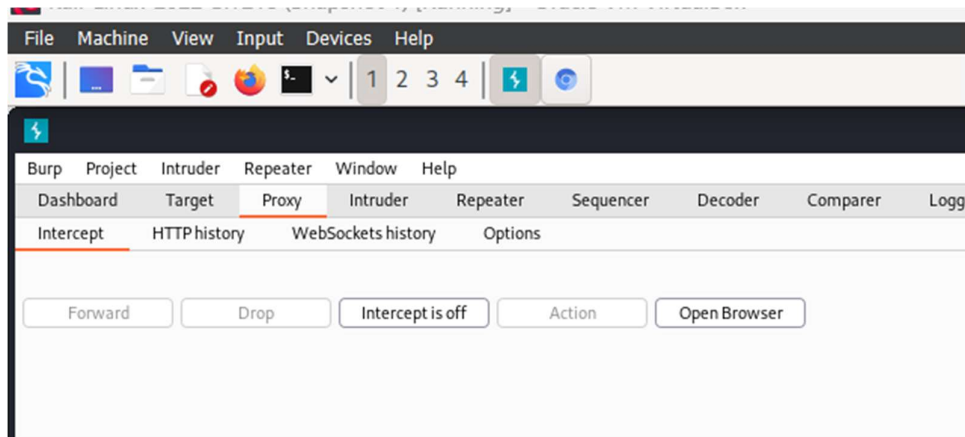 File Machine View Input Devices Help
1 2 3 4
Burp Project Intruder Repeater Window Help
Dashboard Target Proxy Intruder Repeater Sequencer Decoder Comparer Logg
Intercept HTTP history WebSockets history Options
Forward Drop Intercept is off Action Open Browser